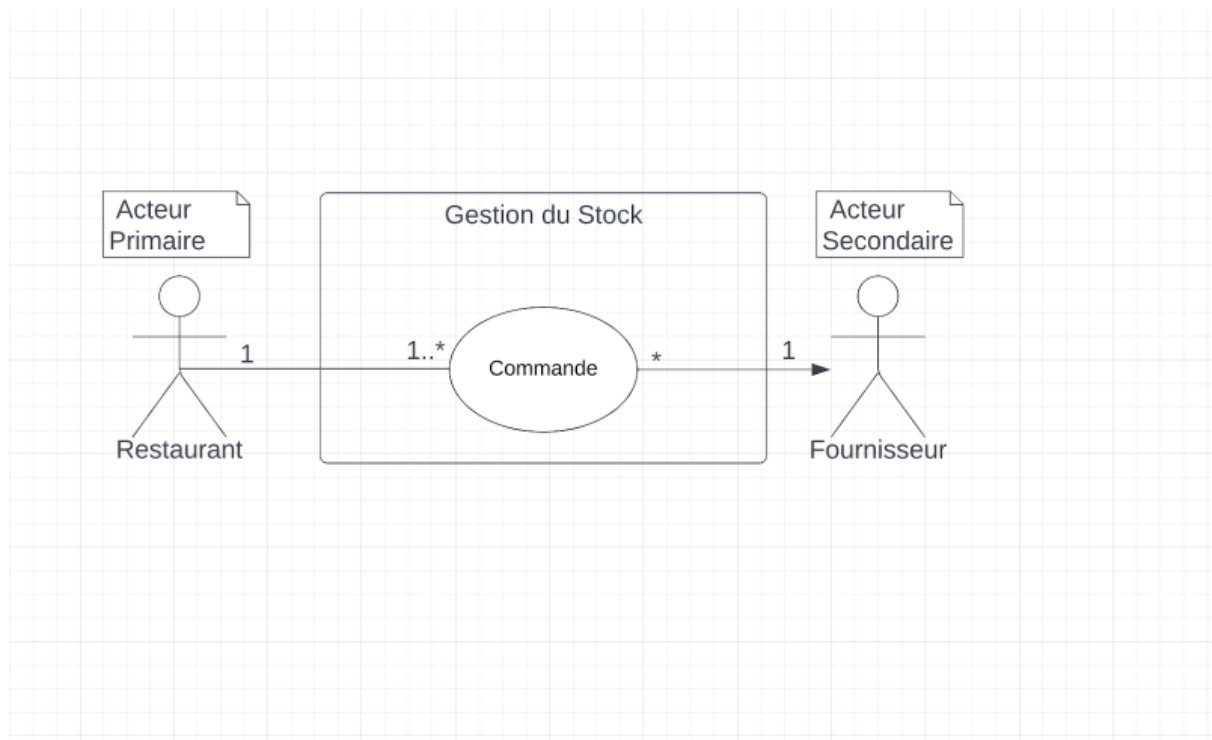 Acteur
Primaire
Gestion du Stock
Acteur
Secondaire
1
1..*
Commande
*
1
Restaurant
Fournisseur